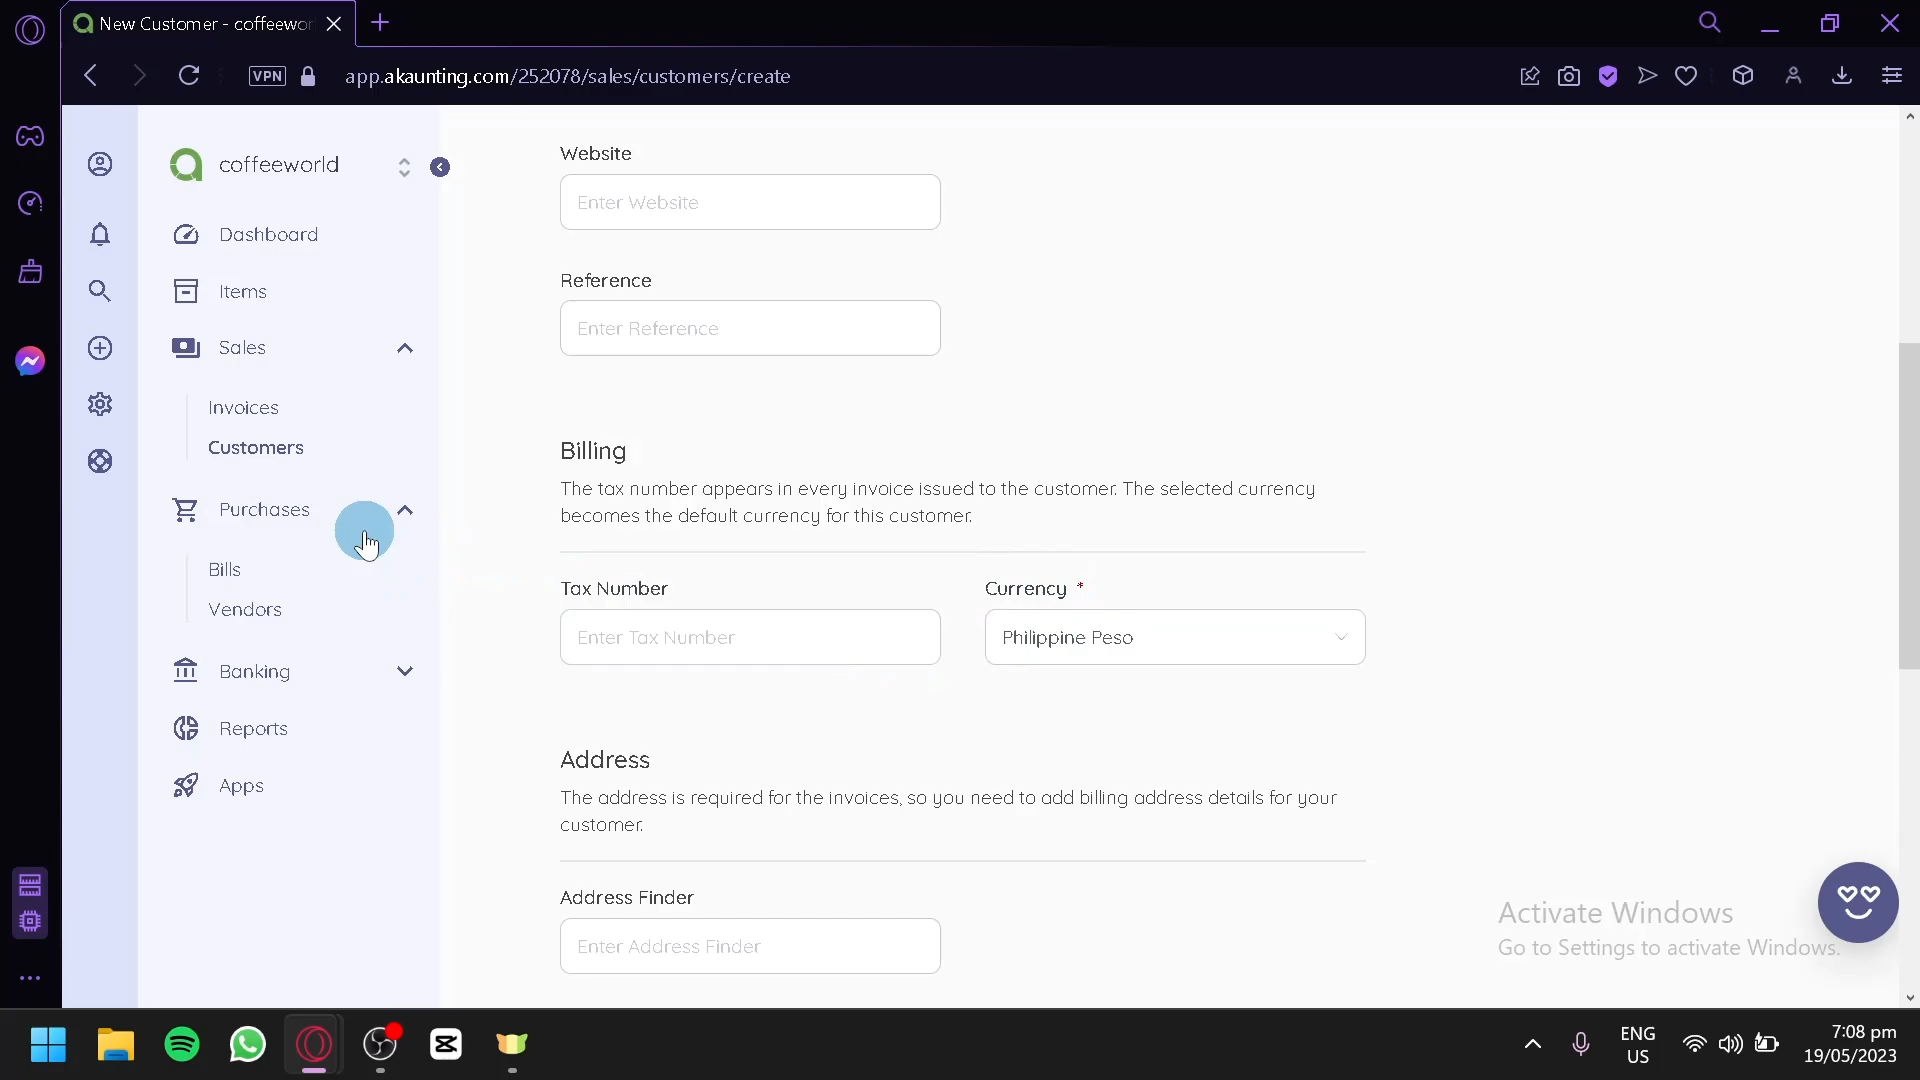 New Customer - coffeewor
VPN
app.akaunting.com/252078/sales/customers/create
coffeeworld
Dashboard
Items
Sales
Invoices
Customers
Purchases
Bills
Vendors
Banking
Reports
Apps
Website
Enter Website
Reference
Enter Reference
Billing
The tax number appears in every invoice issued to the customer. The selected currency
becomes the default currency for this customer.
Tax Number
Currency *
Enter Tax Number
Philippine Peso
Address
The address is required for the invoices, so you need to add billing address details for your
customer.
Address Finder
Enter Address Finder
Activate Windows
Go to Settings to activate Windows.
ENG
US
7:08 pm
19/05/2023